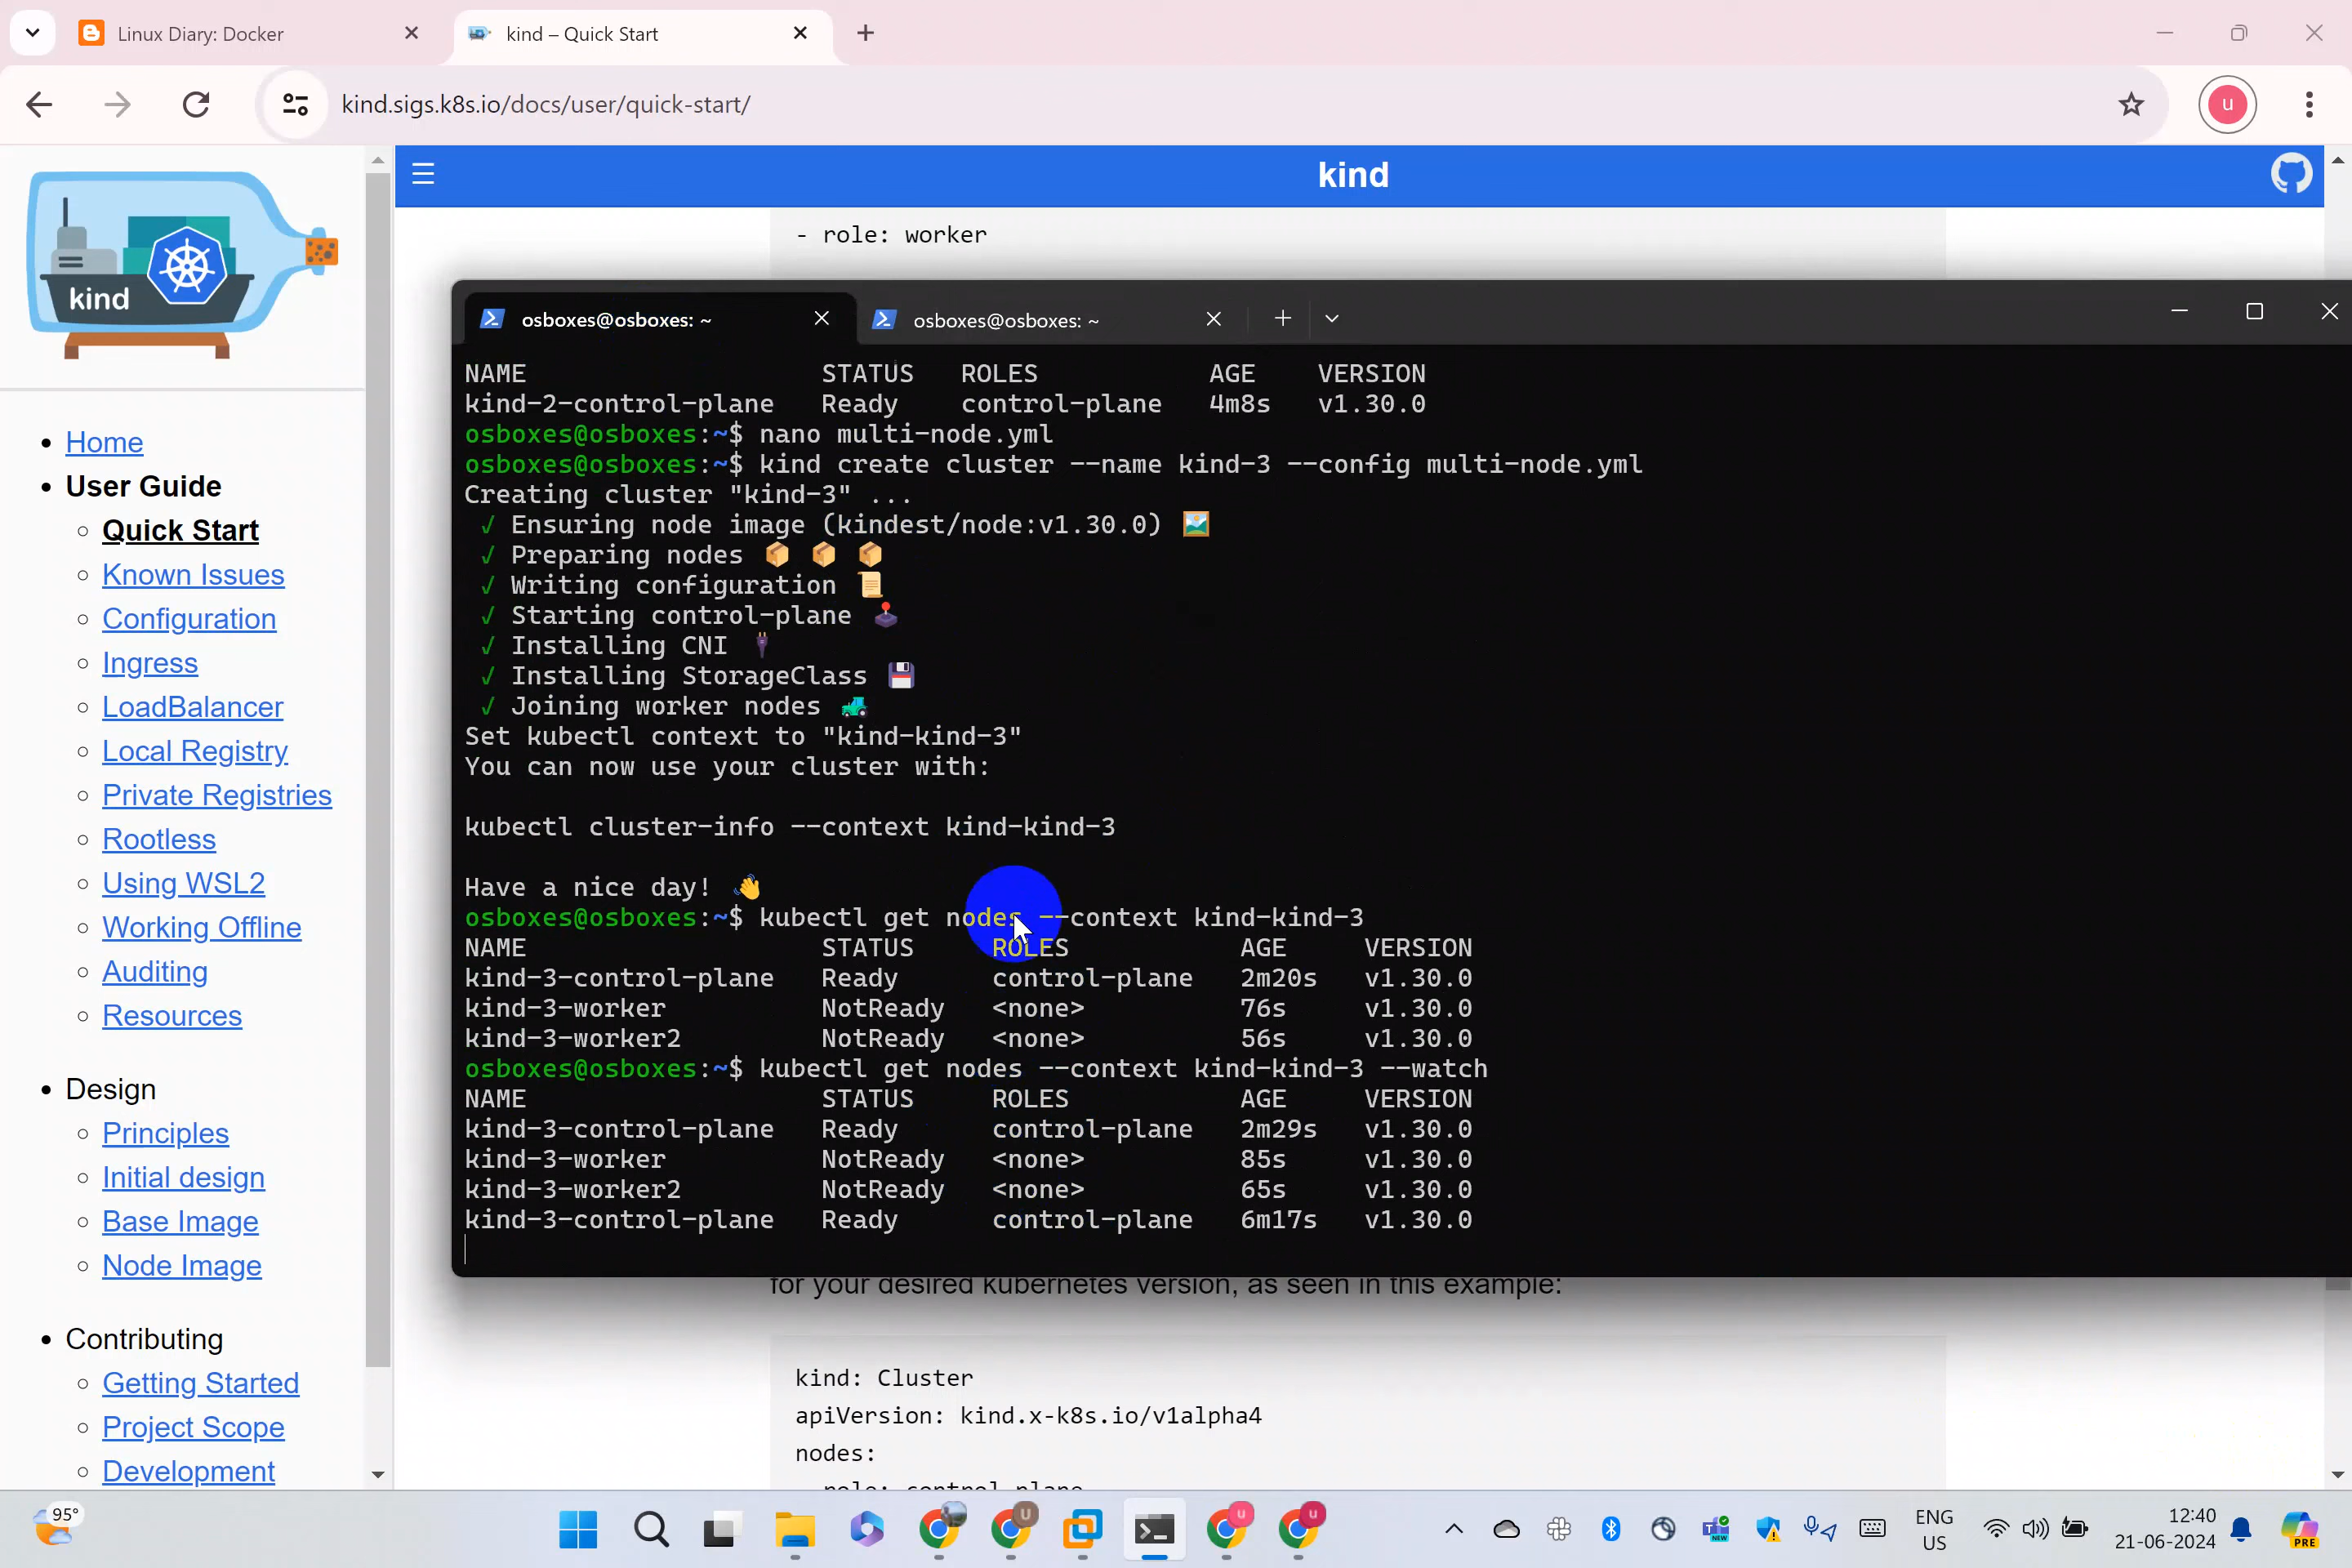 Linux Diary: Docker
kind – Quick Start
kind.sigs.k8s.io/docs/user/quick-start/
u
kind
Home
User Guide
Quick Start
Known Issues
Configuration
Ingress
LoadBalancer
Local Registry
Private Registries
Rootless
Using WSL2
Working Offline
Auditing
Resources
Design
Principles
Initial design
Base Image
Node Image
Contributing
Getting Started
Project Scope
Development
kind
- role: worker
osboxes@osboxes: ~
osboxes@osboxes: ~
NAME STATUS ROLES AGE VERSION
kind-2-control-plane Ready control-plane 4m8s v1.30.0
osboxes@osboxes:~$ nano multi-node.yml
osboxes@osboxes:~$ kind create cluster --name kind-3 --config multi-node.yml
Creating cluster "kind-3" ...
✓ Ensuring node image (kindest/node:v1.30.0) 🖼
✓ Preparing nodes 📦 📦 📦
✓ Writing configuration 📜
✓ Starting control-plane 🕹
✓ Installing CNI 🔌
✓ Installing StorageClass 💾
✓ Joining worker nodes 🚜
Set kubectl context to "kind-kind-3"
You can now use your cluster with:
kubectl cluster-info --context kind-kind-3
Have a nice day! 👋
osboxes@osboxes:~$ kubectl get nodes --context kind-kind-3
NAME STATUS ROLES AGE VERSION
kind-3-control-plane Ready control-plane 2m20s v1.30.0
kind-3-worker NotReady <none> 76s v1.30.0
kind-3-worker2 NotReady <none> 56s v1.30.0
osboxes@osboxes:~$ kubectl get nodes --context kind-kind-3 --watch
NAME STATUS ROLES AGE VERSION
kind-3-control-plane Ready control-plane 2m29s v1.30.0
kind-3-worker NotReady <none> 85s v1.30.0
kind-3-worker2 NotReady <none> 65s v1.30.0
kind-3-control-plane Ready control-plane 6m17s v1.30.0
for your desired kubernetes version, as seen in this example:
kind: Cluster
apiVersion: kind.x-k8s.io/v1alpha4
nodes:
- role: control-plane
95°
ENG
US
12:40
21-06-2024
PRE